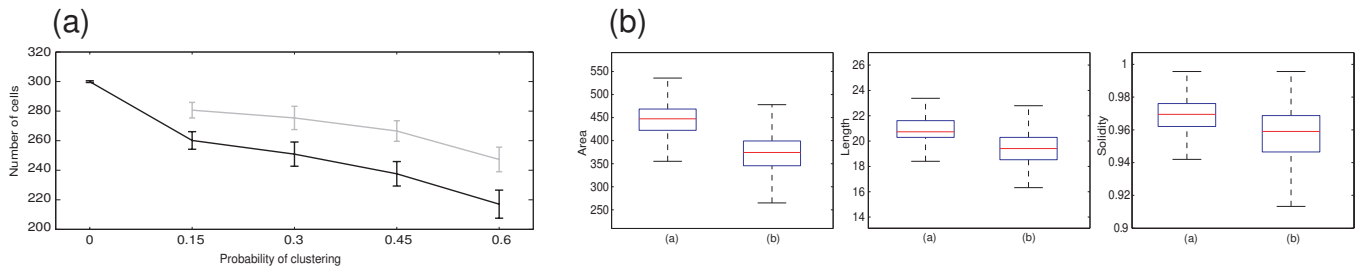 (a)
(b)
Number of cells
320
300
280
260
240
220
200
0 0.15 0.3 0.45 0.6
Probability of clustering
Area
550
500
450
400
350
300
250
(a) (b)
Length
26
24
22
20
18
16
14
(a) (b)
Solidity
1
0.98
0.96
0.94
0.92
0.9
(a) (b)